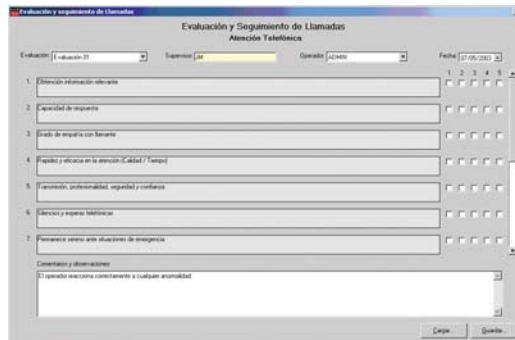 Evaluación y seguimiento de llamadas
Evaluación y Seguimiento de Llamadas
Atención Telefónica
Evaluación: Evaluación 01 Supervisor: JM Operador: ADMIN Fecha: 07/05/2003
1 2 3 4 5
1. Obtención información relevante
2. Capacidad de respuesta
3. Grado de empatía con llamante
4. Rapidez y eficacia en la atención (Calidad / Tiempo)
5. Transmisión, profesionalidad, seguridad y confianza
6. Silencios y esperas telefónicas
7. Permanece sereno ante situaciones de emergencia
Comentarios y observaciones
El operador reacciona correctamente a cualquier anormalidad.
Cargar... Guardar...